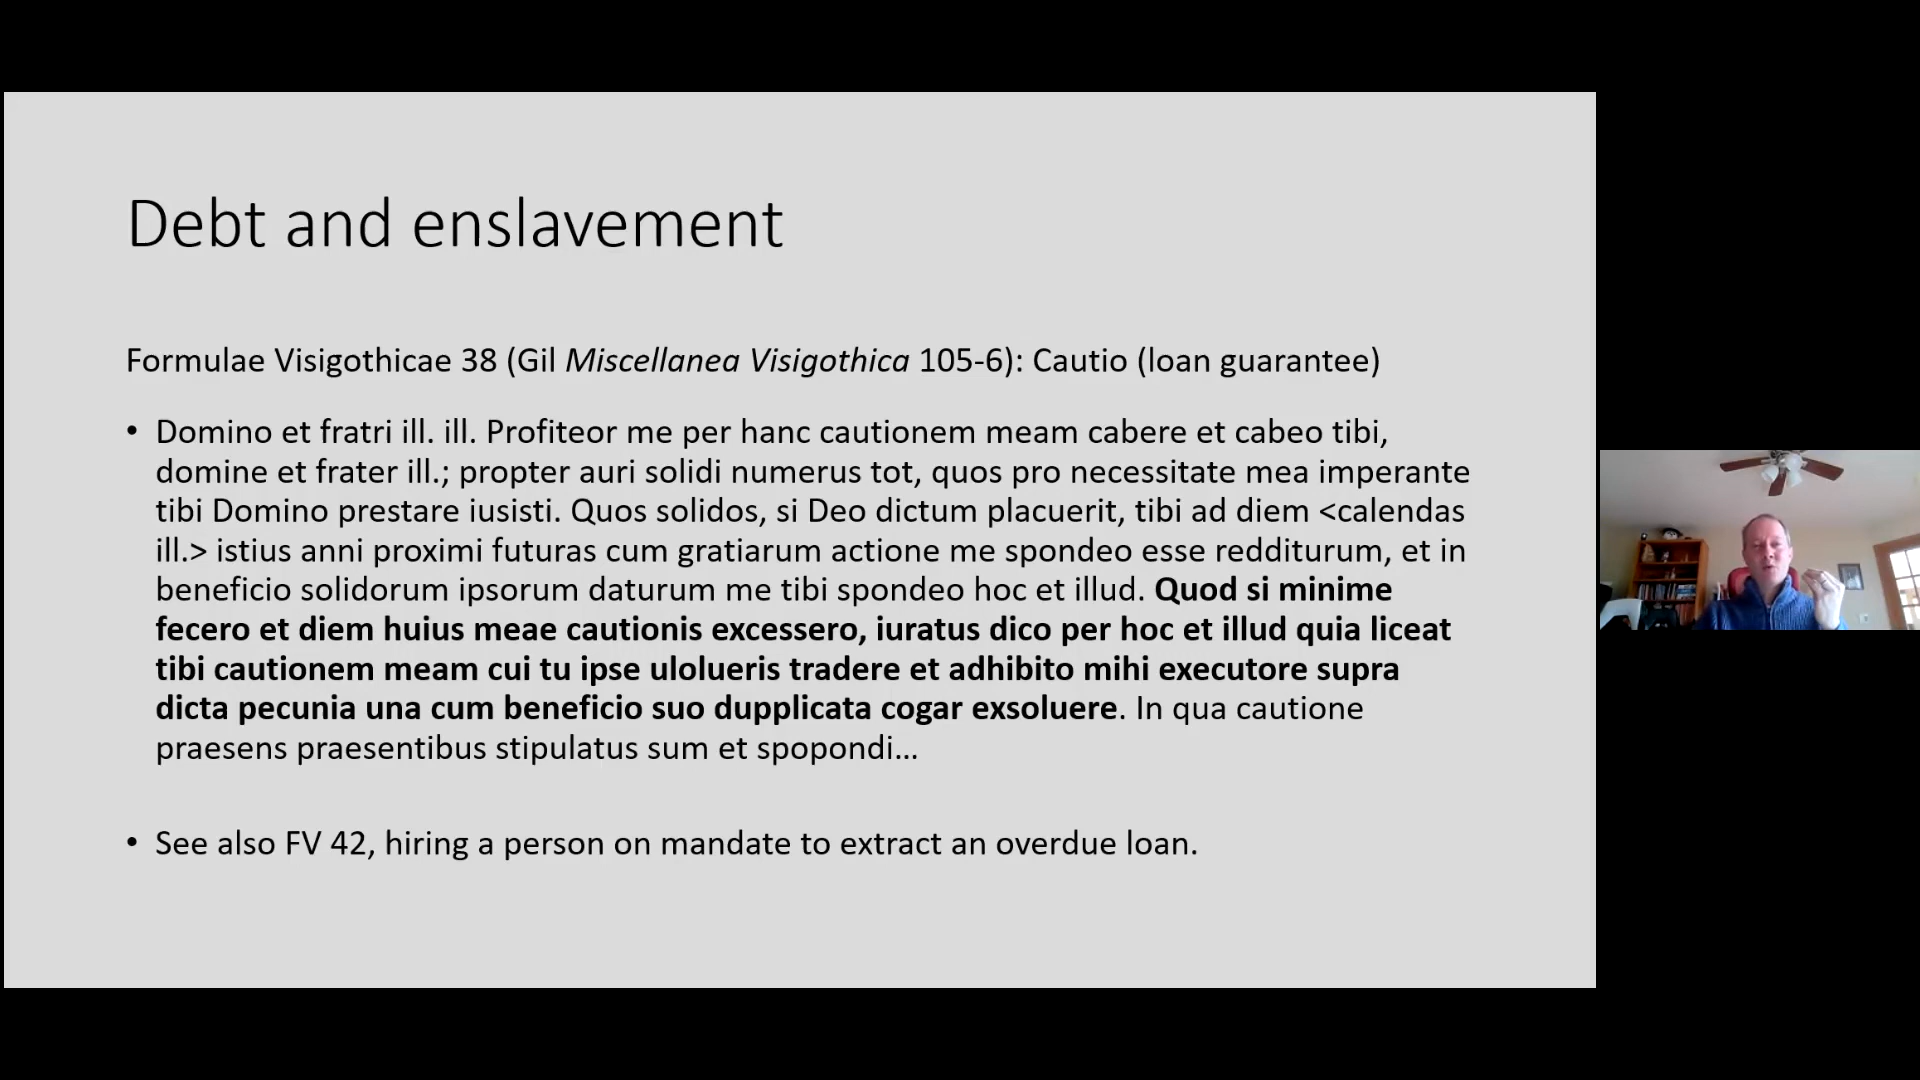 Debt and enslavement
Formulae Visigothicae 38 (Gil Miscellanea Visigothica 105-6): Cautio (loan guarantee)
• Domino et fratri ill. ill. Profiteor me per hanc cautionem meam cabere et cabeo tibi,
domine et frater ill.; propter auri solidi numerus tot, quos pro necessitate mea imperante
tibi Domino prestare iusisti. Quos solidos, si Deo dictum placuerit, tibi ad diem <calendas
ill.> istius anni proximi futuras cum gratiarum actione me spondeo esse redditurum, et in
beneficio solidorum ipsorum daturum me tibi spondeo hoc et illud. Quod si minime
fecero et diem huius meae cautionis excessero, iuratus dico per hoc et illud quia liceat
tibi cautionem meam cui tu ipse ulolueris tradere et adhibito mihi executore supra
dicta pecunia una cum beneficio suo dupplicata cogar exsoluere. In qua cautione
praesens praesentibus stipulatus sum et spopondi...
• See also FV 42, hiring a person on mandate to extract an overdue loan.